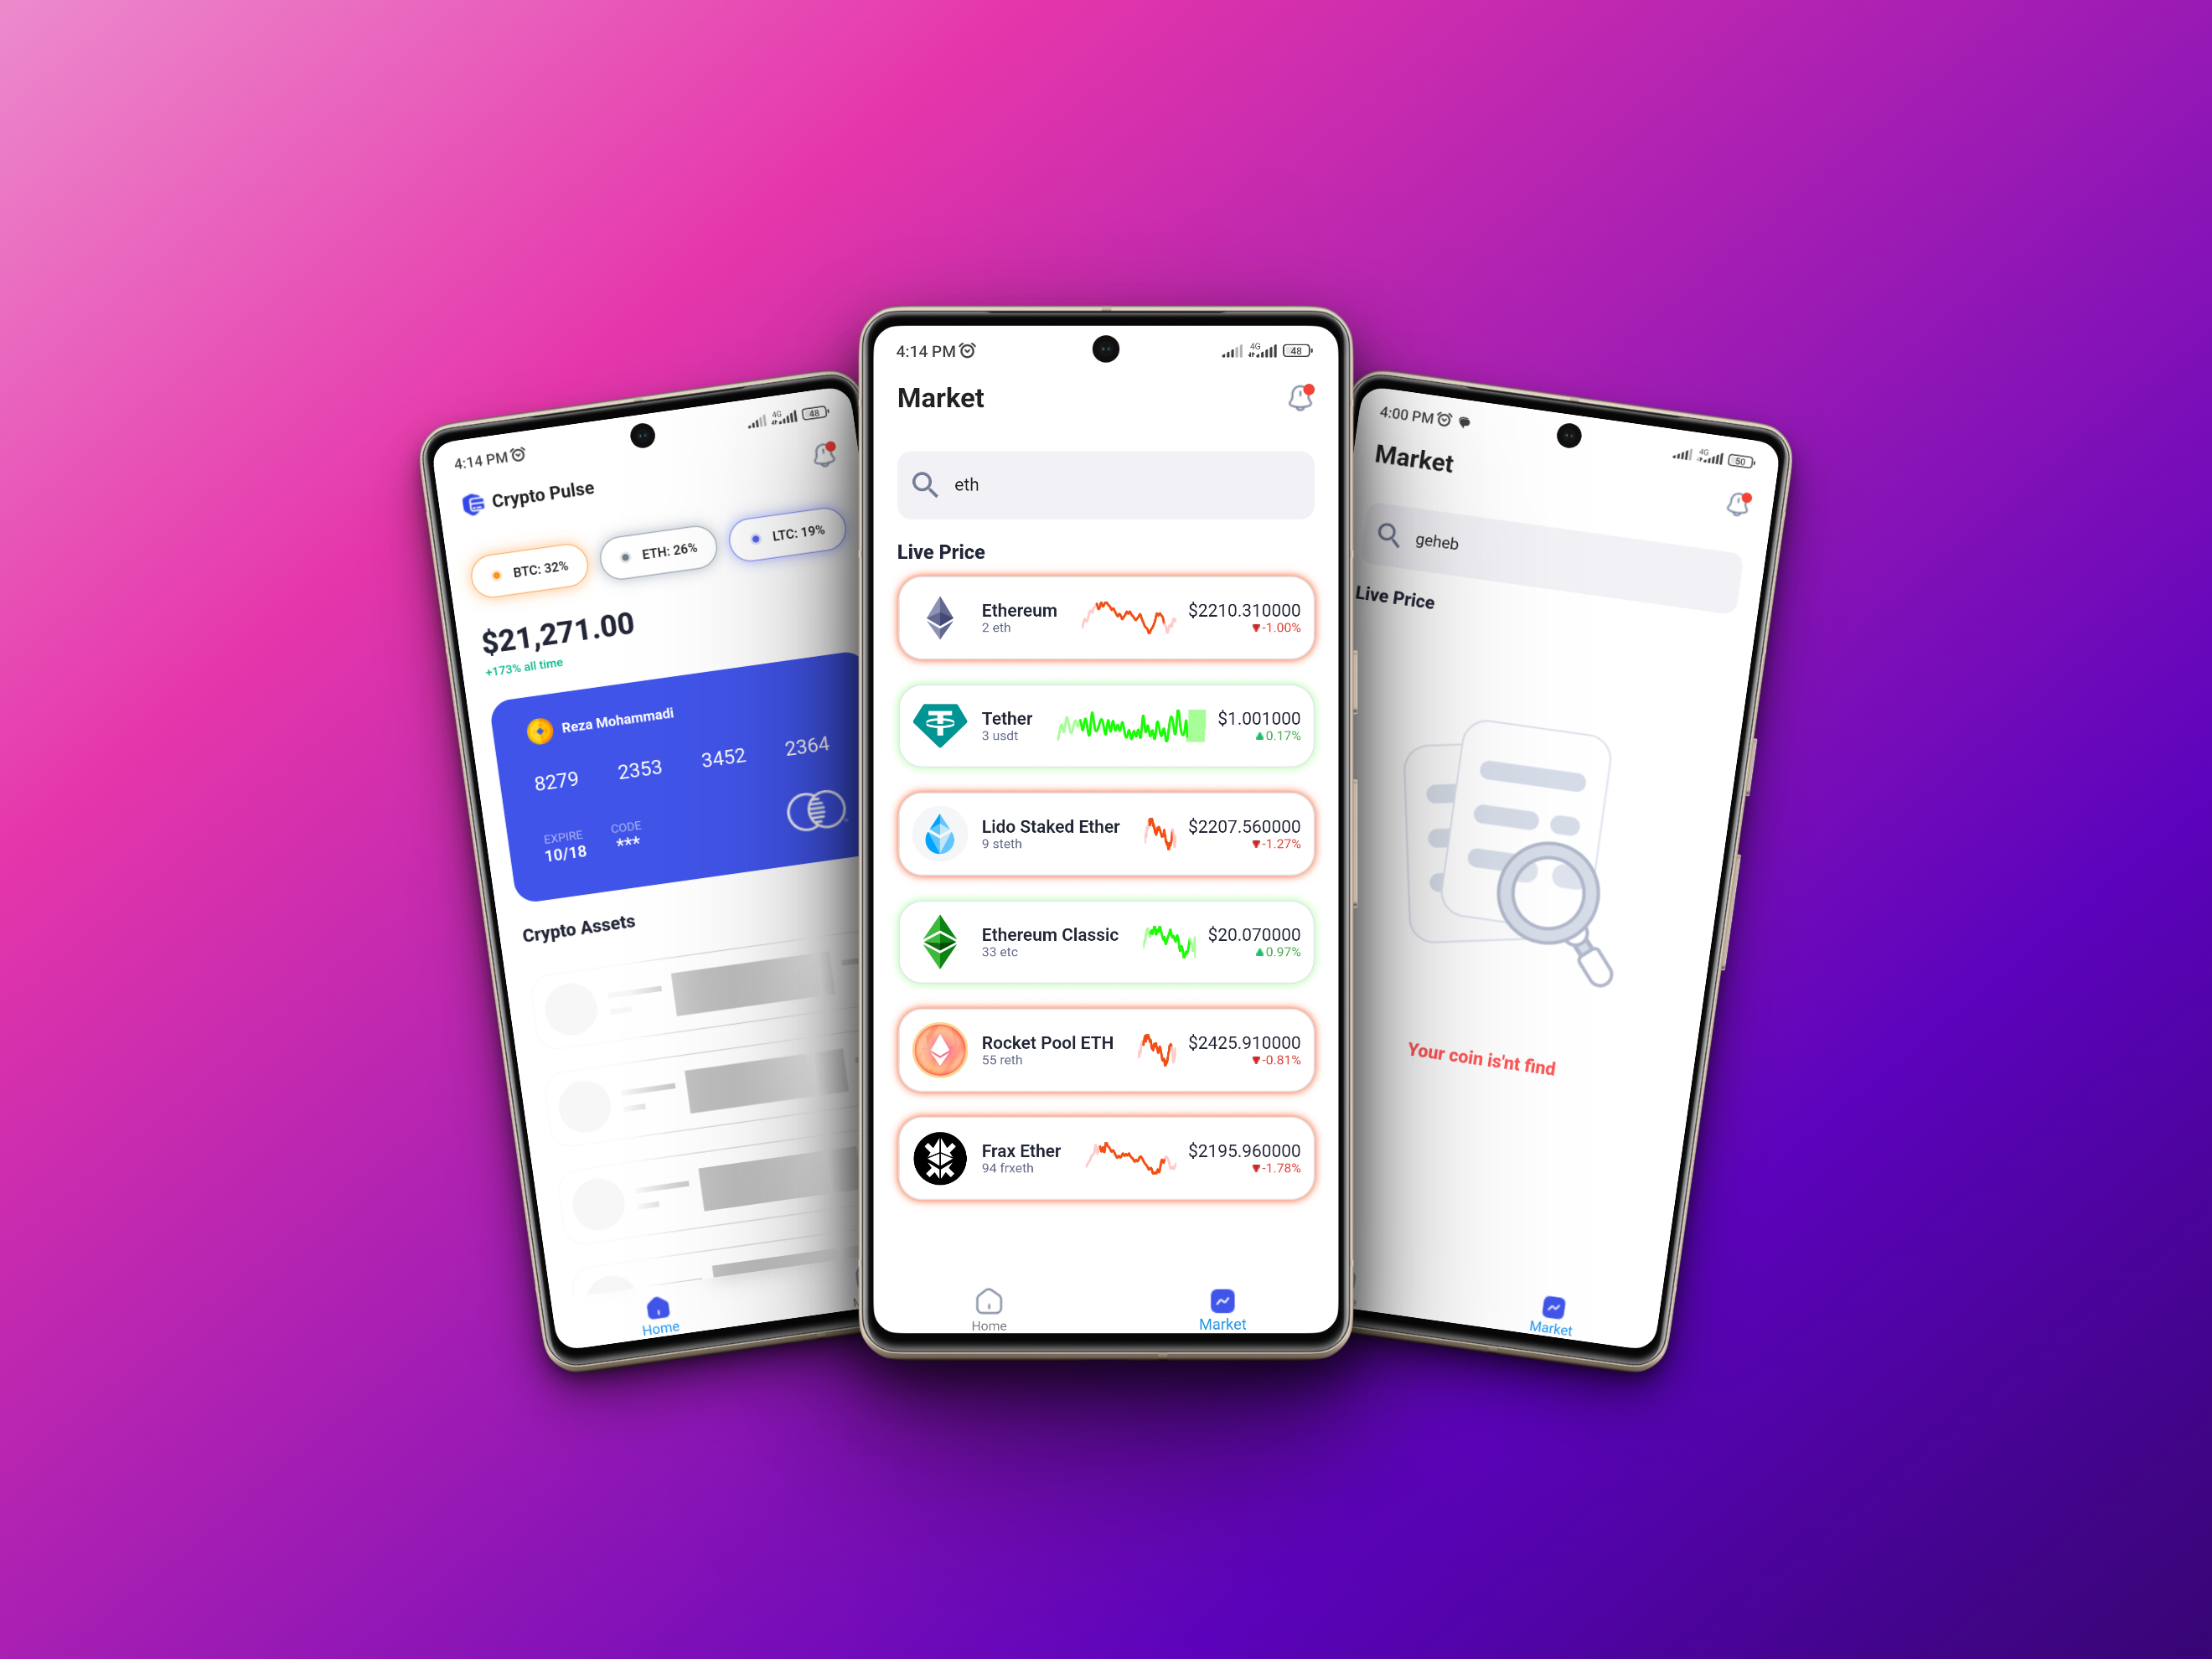 4:14 PM
4G
48
Crypto Pulse
BTC: 32%
ETH: 26%
LTC: 19%
$21,271.00
+173% all time
Reza Mohammadi
8279 2353 3452 2364
EXPIRE CODE
10/18 ***
Crypto Assets
Home
4:14 PM
4G
48
Market
eth
Live Price
Ethereum $2210.310000
2 eth -1.00%
Tether $1.001000
3 usdt 0.17%
Lido Staked Ether $2207.560000
9 steth -1.27%
Ethereum Classic $20.070000
33 etc 0.97%
Rocket Pool ETH $2425.910000
55 reth -0.81%
Frax Ether $2195.960000
94 frxeth -1.78%
Home Market
4:00 PM
4G
50
Market
geheb
Live Price
Your coin is'nt find
Market